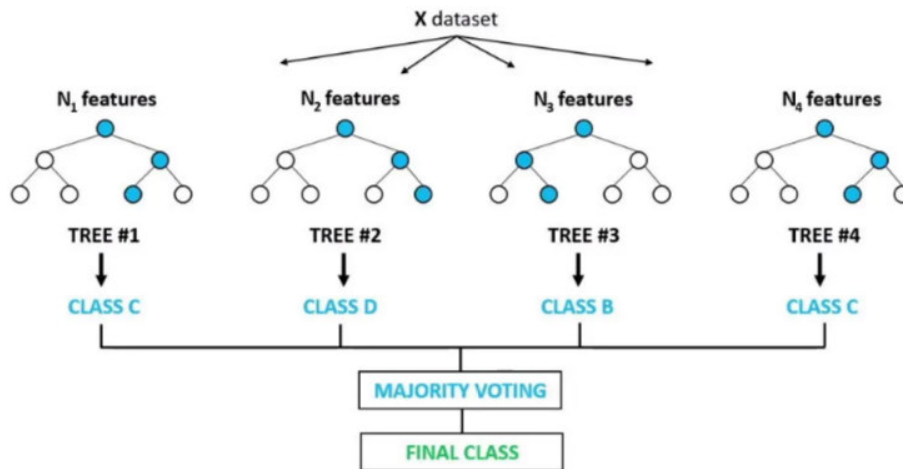 X dataset
N₁ features N₂ features N₃ features N₄ features
TREE #1 TREE #2 TREE #3 TREE #4
CLASS C CLASS D CLASS B CLASS C
MAJORITY VOTING
FINAL CLASS